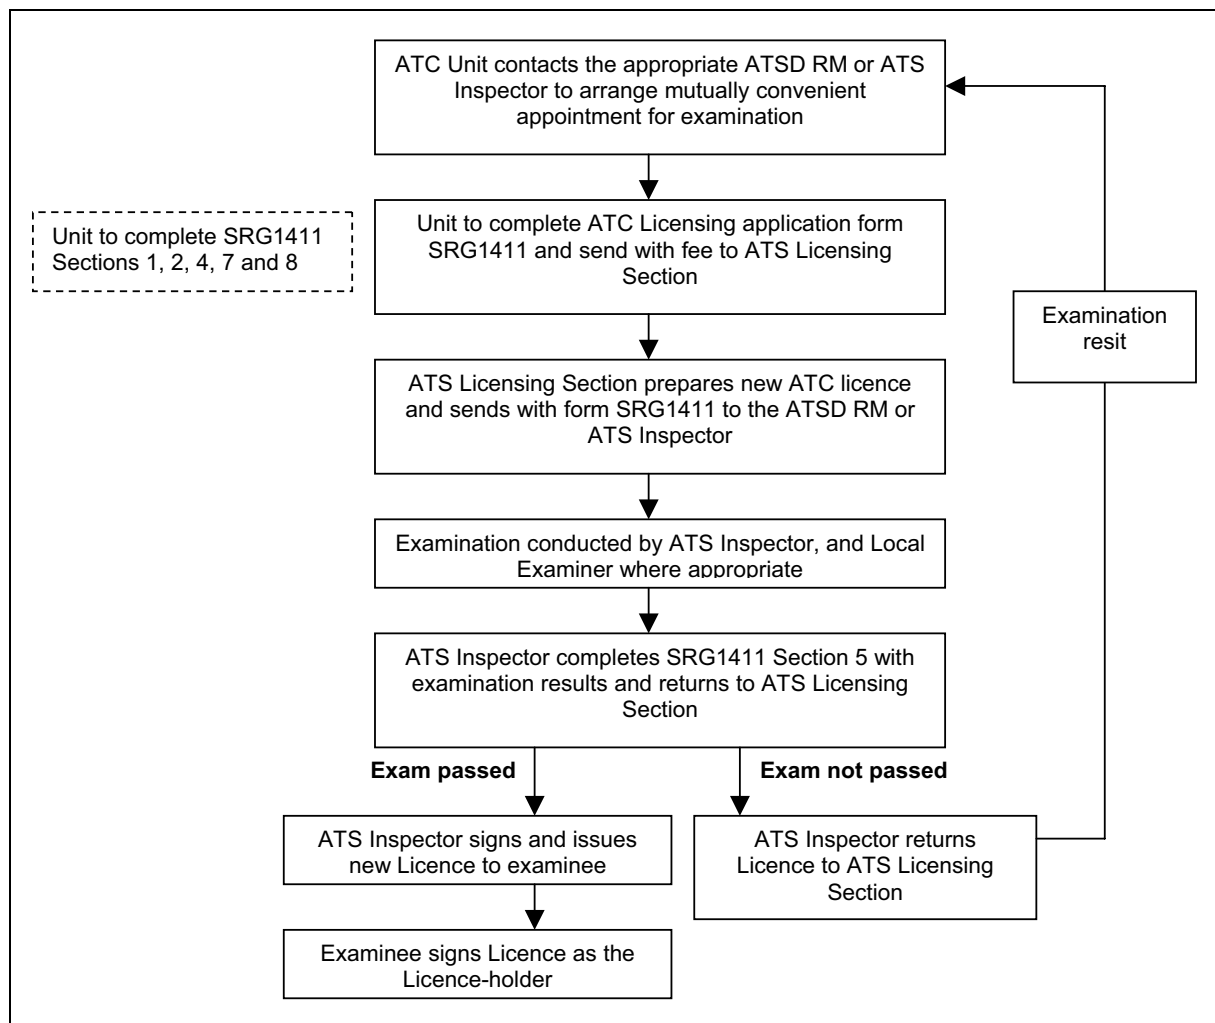 ATC Unit contacts the appropriate ATSD RM or ATS
Inspector to arrange mutually convenient
appointment for examination
Unit to complete SRG1411
Sections 1, 2, 4, 7 and 8
Unit to complete ATC Licensing application form
SRG1411 and send with fee to ATS Licensing
Section
Examination
resit
ATS Licensing Section prepares new ATC licence
and sends with form SRG1411 to the ATSD RM or
ATS Inspector
Examination conducted by ATS Inspector, and Local
Examiner where appropriate
ATS Inspector completes SRG1411 Section 5 with
examination results and returns to ATS Licensing
Section
Exam passed
Exam not passed
ATS Inspector signs and issues
new Licence to examinee
ATS Inspector returns
Licence to ATS Licensing
Section
Examinee signs Licence as the
Licence-holder